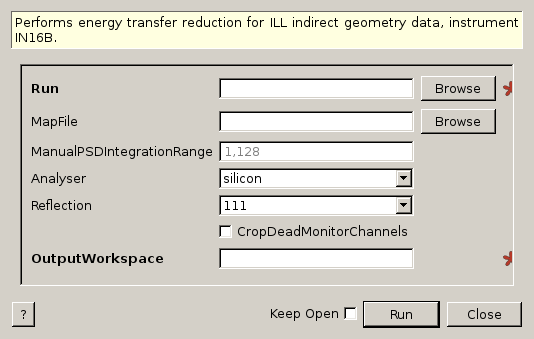 Performs energy transfer reduction for ILL indirect geometry data, instrument
IN16B.
Run Browse
MapFile Browse
ManualPSDIntegrationRange 1,128
Analyser silicon
Reflection 111
CropDeadMonitorChannels
OutputWorkspace
? Keep Open Run Close